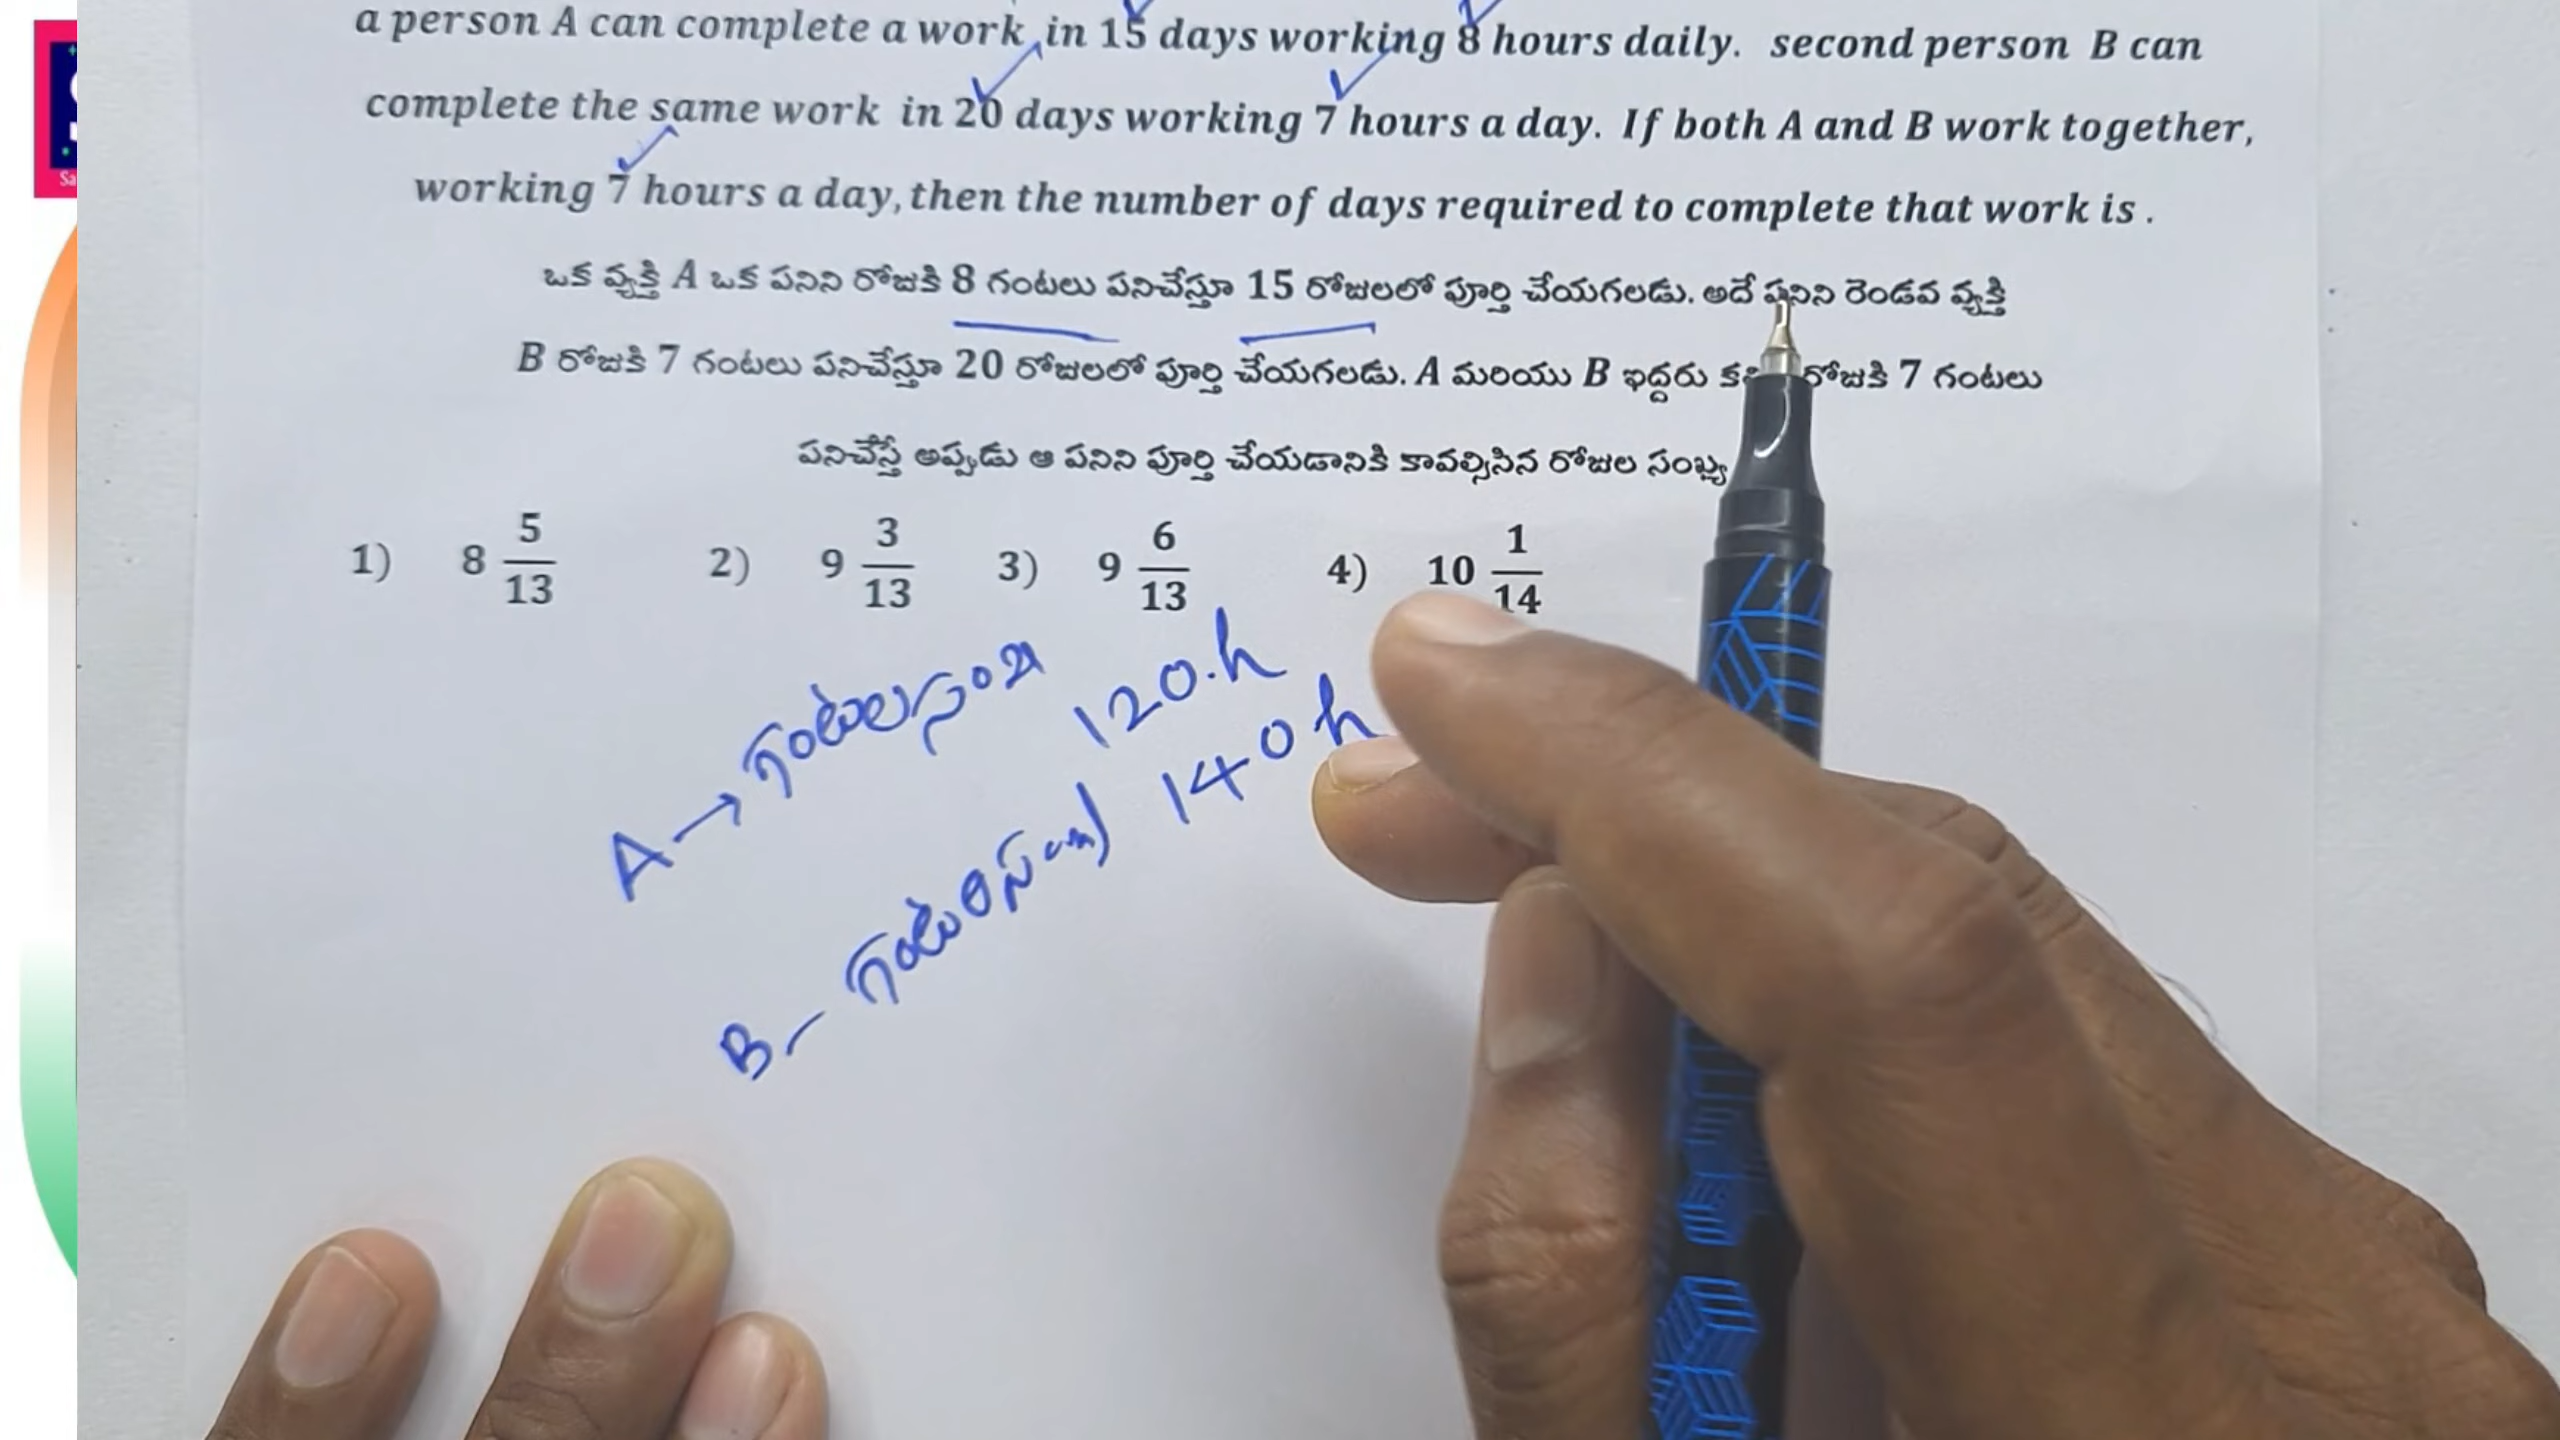 a person A can complete a work in 15 days working 8 hours daily. second person B can
complete the same work in 20 days working 7 hours a day. If both A and B work together,
working 7 hours a day, then the number of days required to complete that work is .
ఒక వ్యక్తి A ఒక పనిని రోజుకి 8 గంటలు పనిచేస్తూ 15 రోజులలో పూర్తి చేయగలడు. అదే పనిని రెండవ వ్యక్తి
B రోజుకి 7 గంటలు పనిచేస్తూ 20 రోజులలో పూర్తి చేయగలడు. A మరియు B ఇద్దరు రోజుకి 7 గంటలు
పనిచేస్తే అప్పుడు ఆ పనిని పూర్తి చేయడానికి కావల్సిన రోజుల సంఖ్య
1) 8 5/13 2) 9 3/13 3) 9 6/13 4) 10 1/14
A → గంటల 120.h
B - 140 h